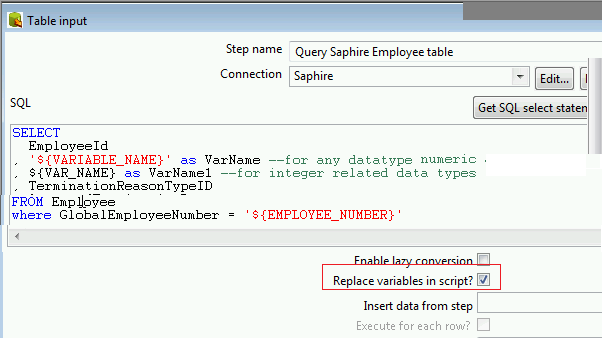 Table input
Step name Query Saphire Employee table
Connection Saphire Edit...
SQL Get SQL select staten
SELECT
EmployeeId
, '${VARIABLE_NAME}' as VarName --for any datatype numeric
, ${VAR_NAME} as VarName1 --for integer related data types
, TerminationReasonTypeID
FROM Employee
where GlobalEmployeeNumber = '${EMPLOYEE_NUMBER}'
Enable lazy conversion
Replace variables in script?
Insert data from step
Execute for each row?